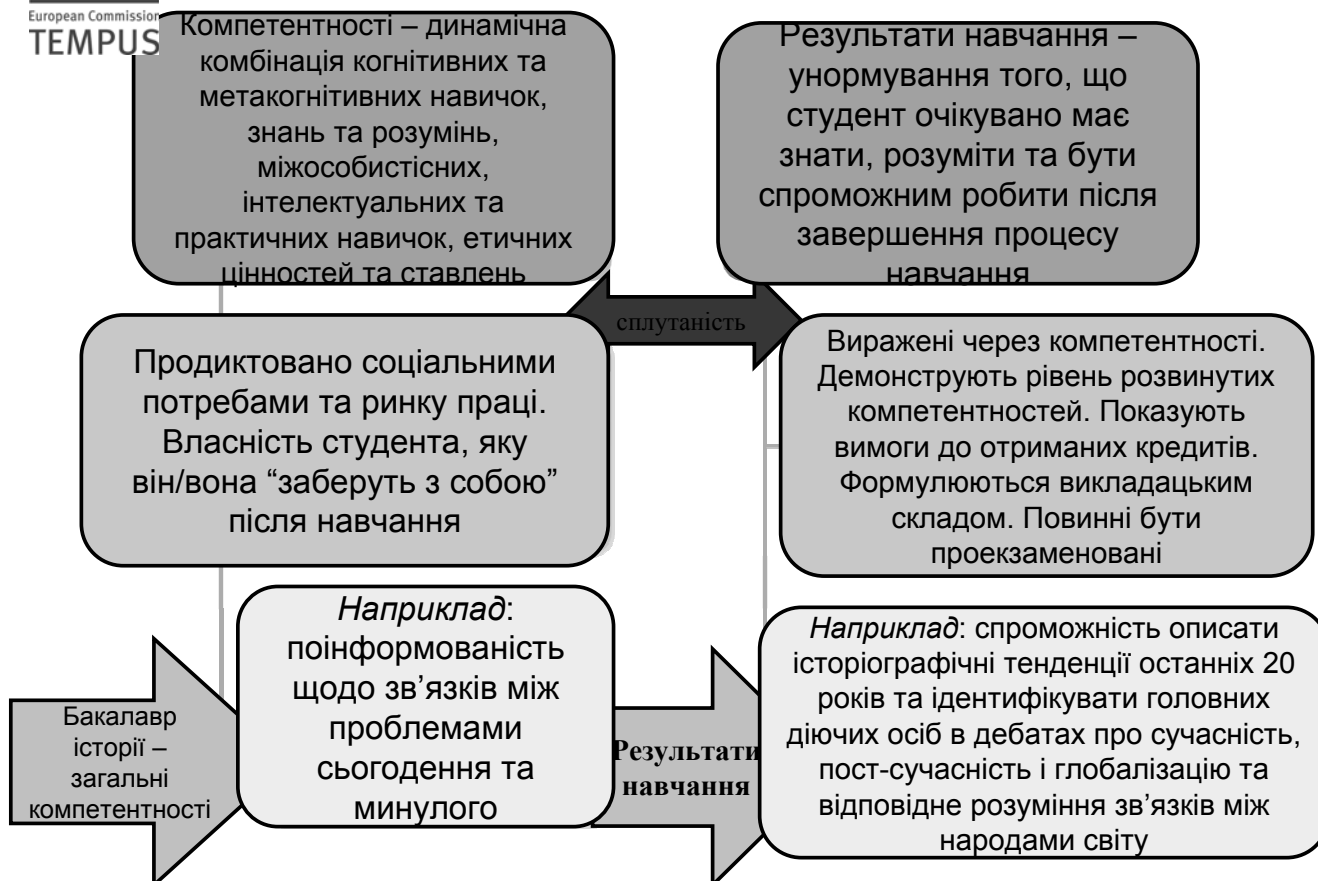 European Commission
TEMPUS
Компетентності – динамічна
комбінація когнітивних та
метакогнітивних навичок,
знань та розумінь,
міжособистісних,
інтелектуальних та
практичних навичок, етичних
цінностей та ставлень
Результати навчання –
унормування того, що
студент очікувано має
знати, розуміти та бути
спроможним робити після
завершення процесу
навчання
сплутаність
Продиктовано соціальними
потребами та ринку праці.
Власність студента, яку
він/вона “заберуть з собою”
після навчання
Виражені через компетентності.
Демонструють рівень розвинутих
компетентностей. Показують
вимоги до отриманих кредитів.
Формулюються викладацьким
складом. Повинні бути
проекзаменовані
Бакалавр
історії –
загальні
компетентності
Наприклад:
поінформованість
щодо зв’язків між
проблемами
сьогодення та
минулого
Результати
навчання
Наприклад: спроможність описати
історіографічні тенденції останніх 20
років та ідентифікувати головних
діючих осіб в дебатах про сучасність,
пост-сучасність і глобалізацію та
відповідне розуміння зв’язків між
народами світу